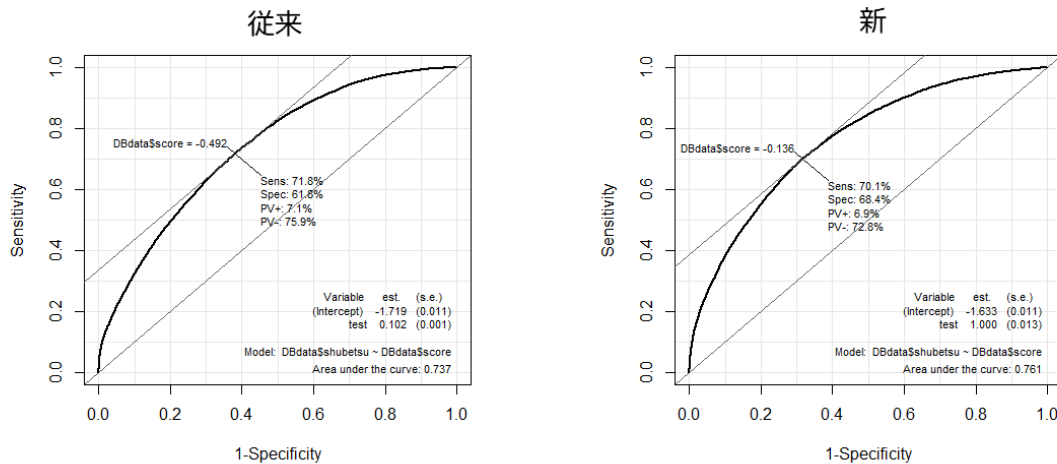 従来
新
1.0
0.8
0.6
0.4
0.2
0.0
Sensitivity
DBdata$score = -0.492
Sens: 71.8%
Spec: 61.8%
PV+: 7.1%
PV-: 75.9%
Variable est. (s.e.)
(Intercept) -1.719 (0.011)
test 0.102 (0.001)
Model: DBdata$shubetsu ~ DBdata$score
Area under the curve: 0.737
0.0 0.2 0.4 0.6 0.8 1.0
1-Specificity
1.0
0.8
0.6
0.4
0.2
0.0
Sensitivity
DBdata$score = -0.136
Sens: 70.1%
Spec: 68.4%
PV+: 6.9%
PV-: 72.8%
Variable est. (s.e.)
(Intercept) -1.633 (0.011)
test 1.000 (0.013)
Model: DBdata$shubetsu ~ DBdata$score
Area under the curve: 0.761
0.0 0.2 0.4 0.6 0.8 1.0
1-Specificity